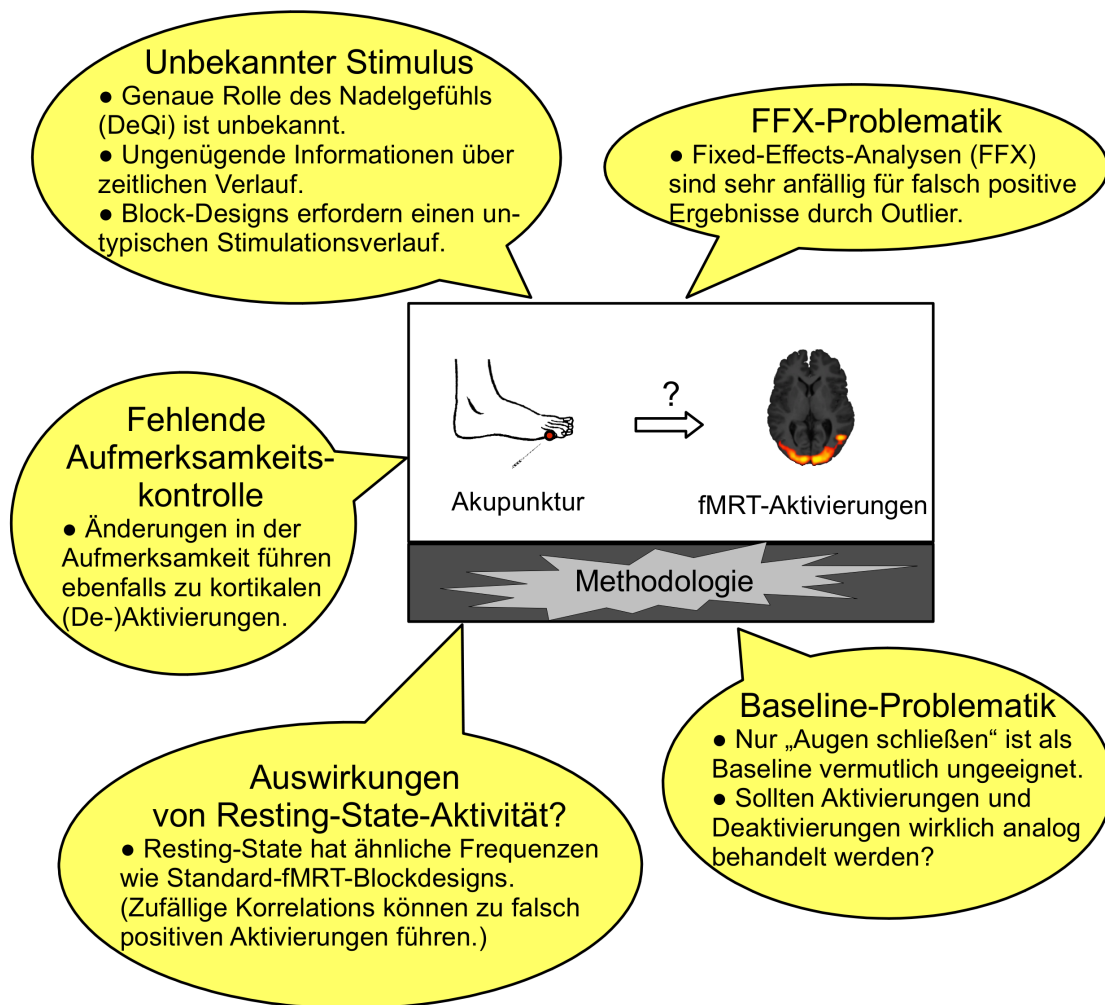 Unbekannter Stimulus
● Genaue Rolle des Nadelgefühls
(DeQi) ist unbekannt.
● Ungenügende Informationen über
zeitlichen Verlauf.
● Block-Designs erfordern einen un-
typischen Stimulationsverlauf.
FFX-Problematik
● Fixed-Effects-Analysen (FFX)
sind sehr anfällig für falsch positive
Ergebnisse durch Outlier.
?
Akupunktur
fMRT-Aktivierungen
Methodologie
Fehlende
Aufmerksamkeits-
kontrolle
● Änderungen in der
Aufmerksamkeit führen
ebenfalls zu kortikalen
(De-)Aktivierungen.
Auswirkungen
von Resting-State-Aktivität?
● Resting-State hat ähnliche Frequenzen
wie Standard-fMRT-Blockdesigns.
(Zufällige Korrelations können zu falsch
positiven Aktivierungen führen.)
Baseline-Problematik
● Nur „Augen schließen“ ist als
Baseline vermutlich ungeeignet.
● Sollten Aktivierungen und
Deaktivierungen wirklich analog
behandelt werden?